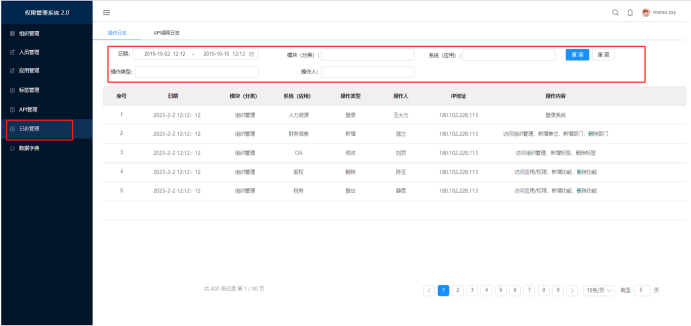 权限管理系统 2.0
momo.zxy
组织管理
人员管理
应用管理
标签管理
API管理
日志管理
数据字典
操作日志 API调用日志
日期: 2015-10-02 12:12 ~ 2015-10-10 12:12 模块（分类）: 系统（应用）: 查 询 重 置
操作类型: 操作人:
序号 日期 模块（分类） 系统（应用） 操作类型 操作人 IP地址 操作内容
1 2023-2-2 12:12：12 组织管理 人力资源 登录 王大力 180.102.228.113 登录系统
2 2023-2-2 12:12：12 组织管理 财务信息 新增 180.102.228.113 访问组织管理、新增单位、新增部门、删除部门
3 2023-2-2 12:12：12 组织管理 OA 修改 刘丽 180.102.228.113 访问组织管理、新增标签、删除标签
4 2023-2-2 12:12：12 组织管理 鉴权 删除 陈玉 180.102.228.113 访问应用/权限、新增功能、删除功能
5 2023-2-2 12:12：12 组织管理 税务 登出 薛霞 180.102.228.113 访问应用/权限、新增功能、删除功能
共 400 条记录 第 1 / 80 页 < 1 2 3 4 5 6 7 8 9 > 10条/页 跳至 5 页